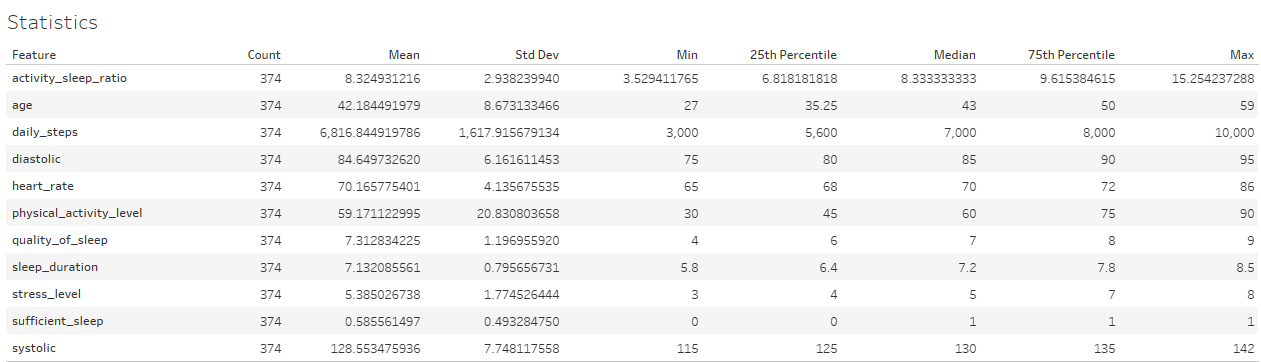 Statistics
Feature Count Mean Std Dev Min 25th Percentile Median 75th Percentile Max
activity_sleep_ratio 374 8.324931216 2.938239940 3.529411765 6.818181818 8.333333333 9.615384615 15.254237288
age 374 42.184491979 8.673133466 27 35.25 43 50 59
daily_steps 374 6,816.844919786 1,617.915679134 3,000 5,600 7,000 8,000 10,000
diastolic 374 84.649732620 6.161611453 75 80 85 90 95
heart_rate 374 70.165775401 4.135675535 65 68 70 72 86
physical_activity_level 374 59.171122995 20.830803658 30 45 60 75 90
quality_of_sleep 374 7.312834225 1.196955920 4 6 7 8 9
sleep_duration 374 7.132085561 0.795656731 5.8 6.4 7.2 7.8 8.5
stress_level 374 5.385026738 1.774526444 3 4 5 7 8
sufficient_sleep 374 0.585561497 0.493284750 0 0 1 1 1
systolic 374 128.553475936 7.748117558 115 125 130 135 142